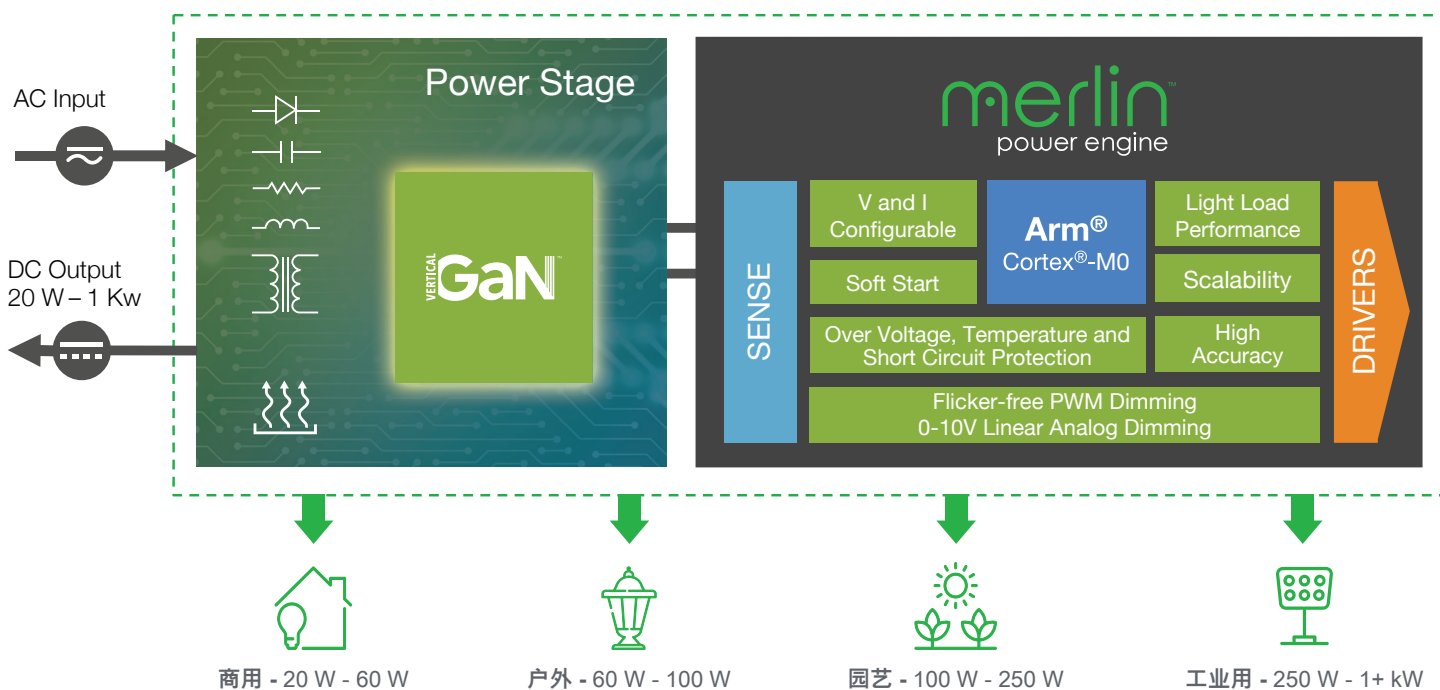 AC Input
DC Output
20 W – 1 Kw
Power Stage
VERTICAL
GaN™
merlin™
power engine
SENSE
V and I
Configurable
Arm®
Cortex®-M0
Light Load
Performance
Soft Start
Scalability
Over Voltage, Temperature and
Short Circuit Protection
High
Accuracy
Flicker-free PWM Dimming
0-10V Linear Analog Dimming
DRIVERS
商用 - 20 W - 60 W
户外 - 60 W - 100 W
园艺 - 100 W - 250 W
工业用 - 250 W - 1+ kW